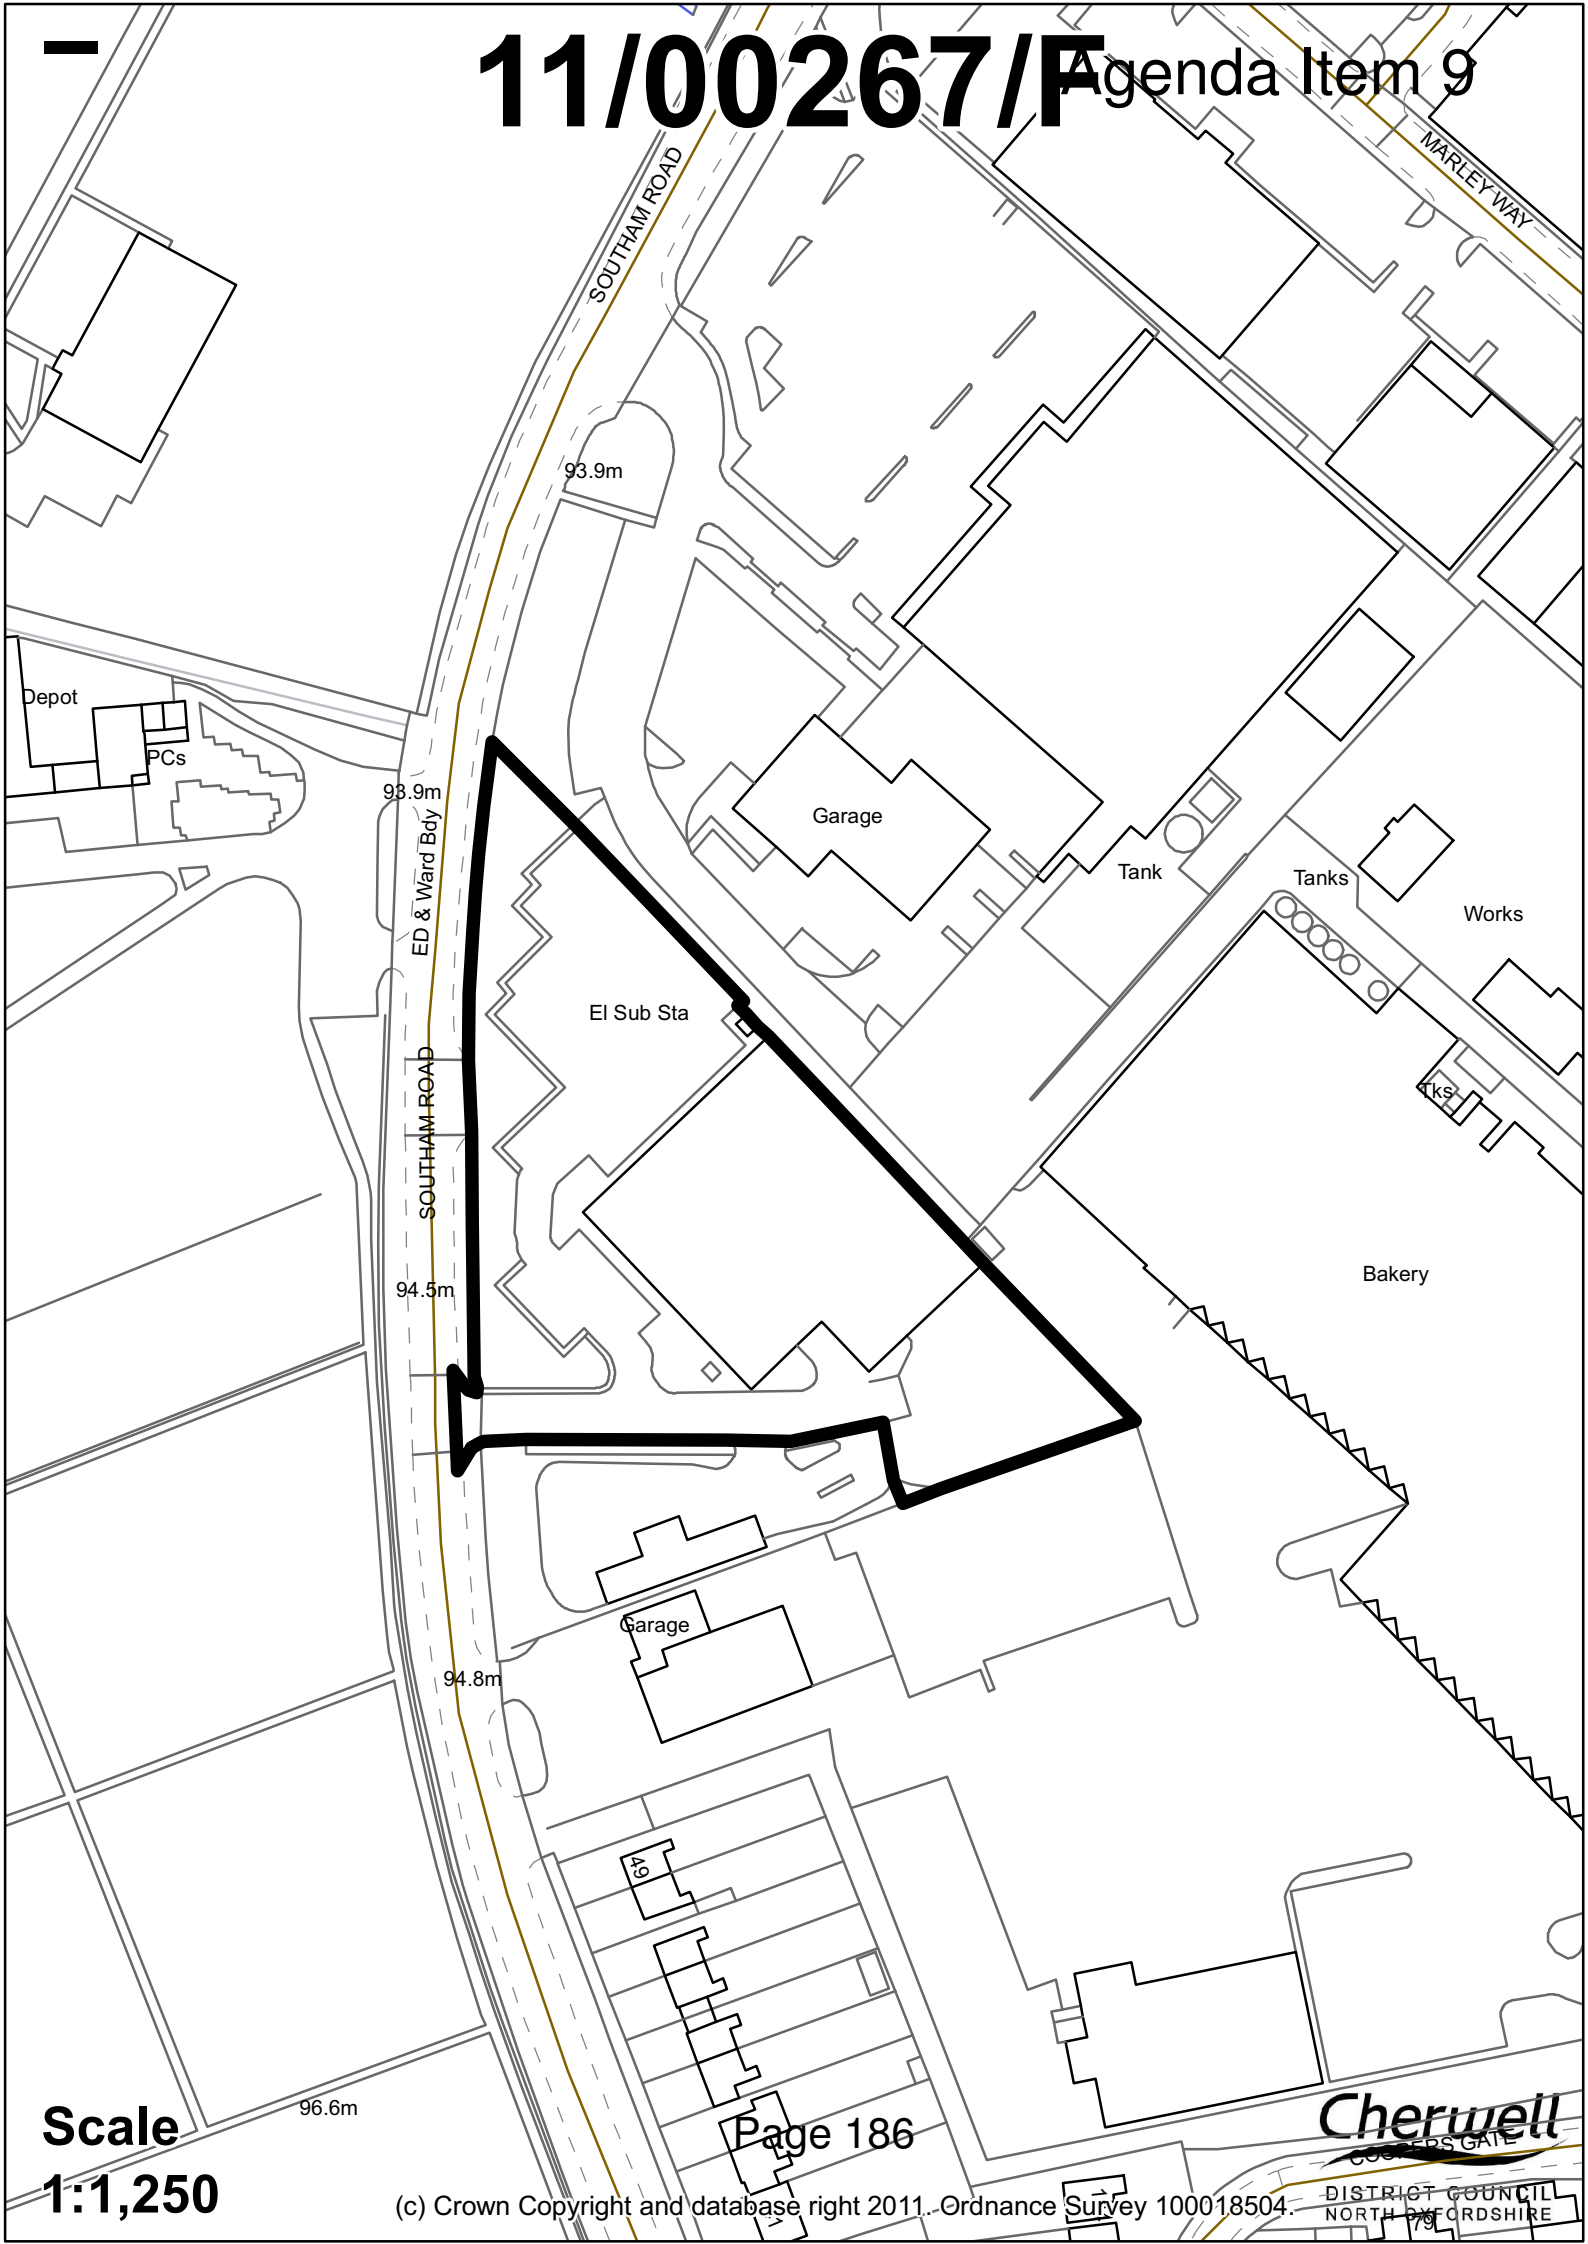 11/00267/F
Agenda Item 9
MARLEY WAY
SOUTHAM ROAD
93.9m
Depot
PCs
93.9m
ED & Ward Bdy
Garage
Tank
Tanks
Works
El Sub Sta
SOUTHAM ROAD
Tks
94.5m
Bakery
Garage
94.8m
49
96.6m
Scale
1:1,250
Page 186
Cherwell
COOPERS GATE
DISTRICT COUNCIL
NORTH OXFORDSHIRE
79
(c) Crown Copyright and database right 2011. Ordnance Survey 100018504.